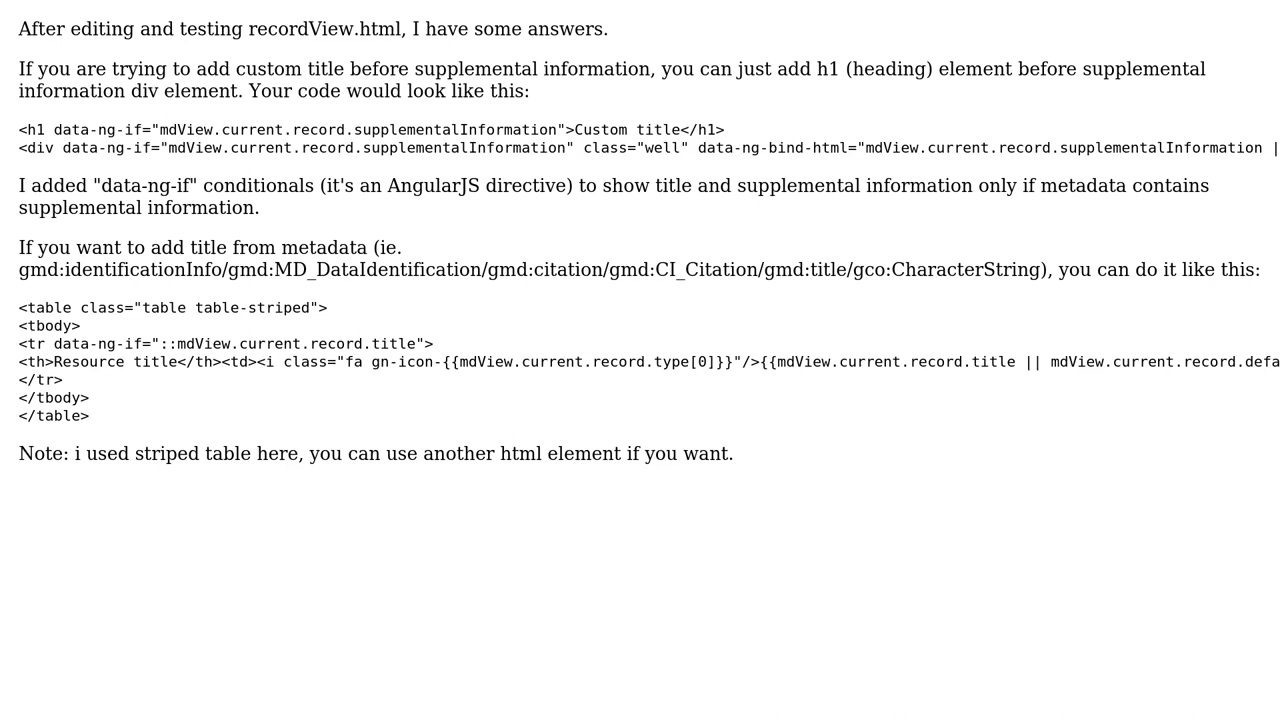 After editing and testing recordView.html, I have some answers.
If you are trying to add custom title before supplemental information, you can just add h1 (heading) element before supplemental
information div element. Your code would look like this:
<h1 data-ng-if="mdView.current.record.supplementalInformation">Custom title</h1>
<div data-ng-if="mdView.current.record.supplementalInformation" class="well" data-ng-bind-html="mdView.current.record.supplementalInformation |
I added "data-ng-if" conditionals (it's an AngularJS directive) to show title and supplemental information only if metadata contains
supplemental information.
If you want to add title from metadata (ie.
gmd:identificationInfo/gmd:MD_DataIdentification/gmd:citation/gmd:CI_Citation/gmd:title/gco:CharacterString), you can do it like this:
<table class="table table-striped">
<tbody>
<tr data-ng-if="::mdView.current.record.title">
<th>Resource title</th><td><i class="fa gn-icon-{{mdView.current.record.type[0]}}"/>{{mdView.current.record.title || mdView.current.record.defa
</tr>
</tbody>
</table>
Note: i used striped table here, you can use another html element if you want.